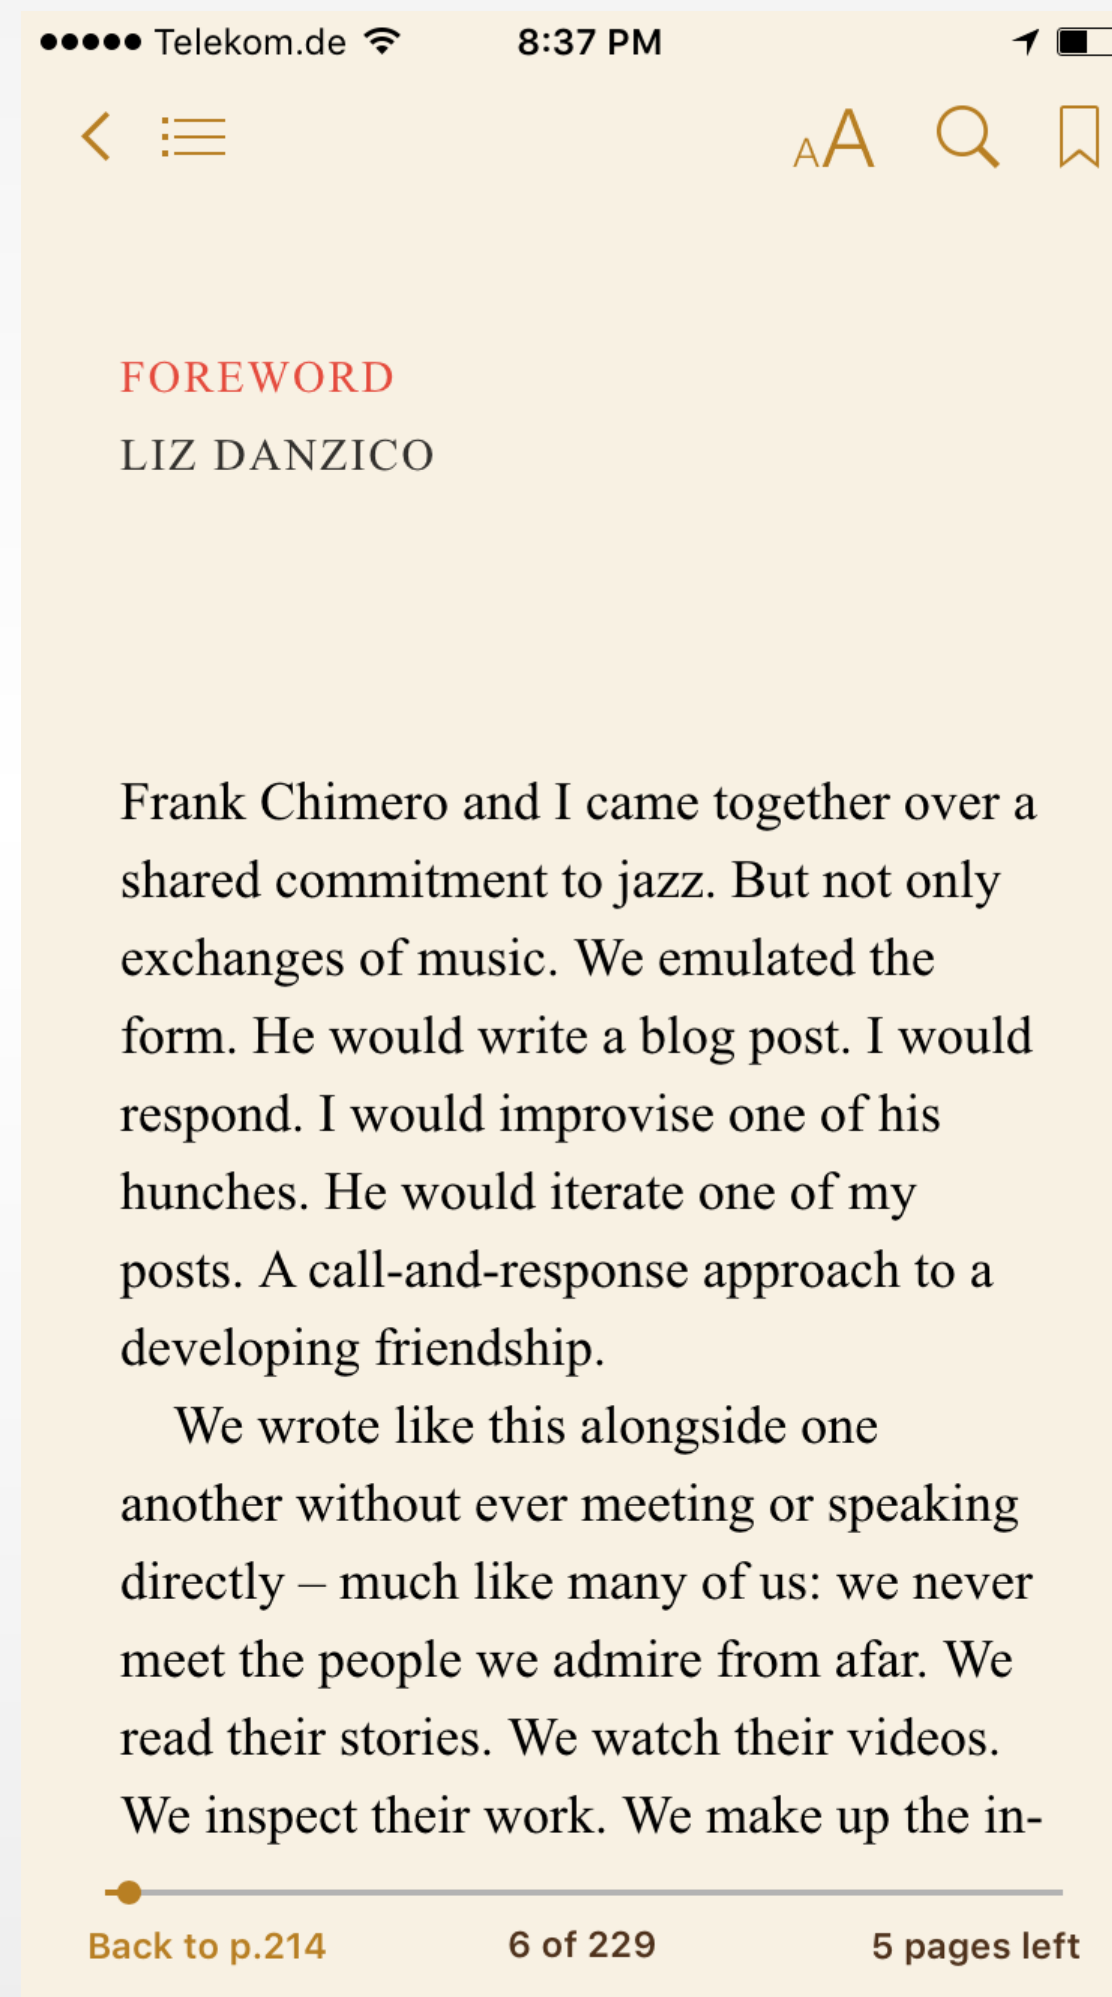 Telekom.de 8:37 PM
AA
FOREWORD
LIZ DANZICO
Frank Chimero and I came together over a
shared commitment to jazz. But not only
exchanges of music. We emulated the
form. He would write a blog post. I would
respond. I would improvise one of his
hunches. He would iterate one of my
posts. A call-and-response approach to a
developing friendship.
We wrote like this alongside one
another without ever meeting or speaking
directly – much like many of us: we never
meet the people we admire from afar. We
read their stories. We watch their videos.
We inspect their work. We make up the in-
Back to p.214 6 of 229 5 pages left